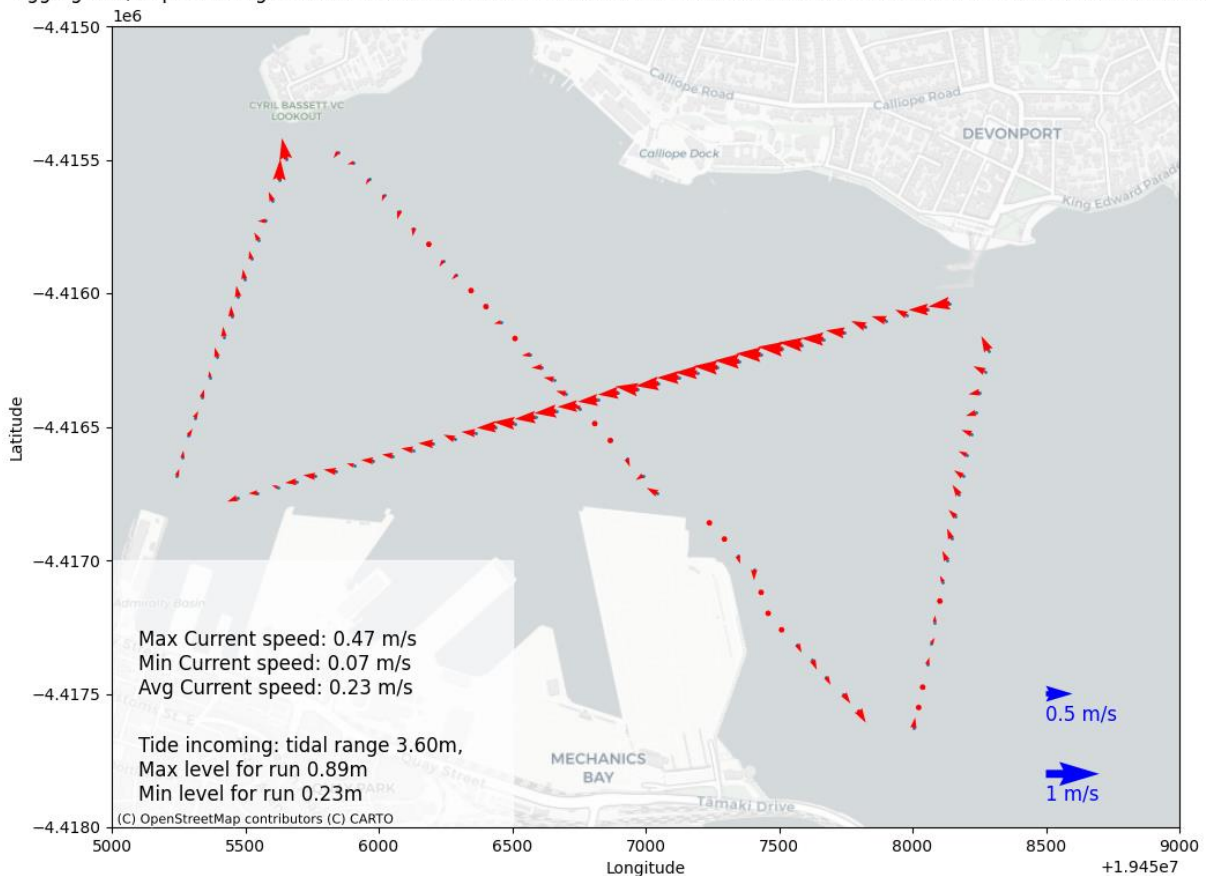 1e6
−4.4150
−4.4155
−4.4160
−4.4165
−4.4170
−4.4175
−4.4180
Latitude
CYRIL BASSETT VC
LOOKOUT
Calliope Road
Calliope Road
Calliope Dock
DEVONPORT
King Edward Parade
Admiralty Basin
Max Current speed: 0.47 m/s
Min Current speed: 0.07 m/s
Avg Current speed: 0.23 m/s
Quay Street
Tide incoming: tidal range 3.60m,
Max level for run 0.89m
Min level for run 0.23m
MECHANICS
BAY
Tāmaki Drive
0.5 m/s
1 m/s
(C) OpenStreetMap contributors (C) CARTO
5000 5500 6000 6500 7000 7500 8000 8500 9000
Longitude
+1.945e7